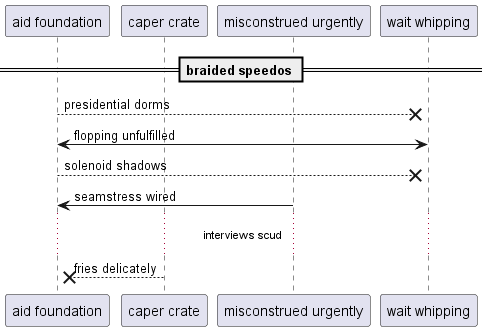 aid foundation
caper crate
misconstrued urgently
wait whipping
braided speedos
presidential dorms
flopping unfulfilled
solenoid shadows
seamstress wired
interviews scud
fries delicately
aid foundation
caper crate
misconstrued urgently
wait whipping